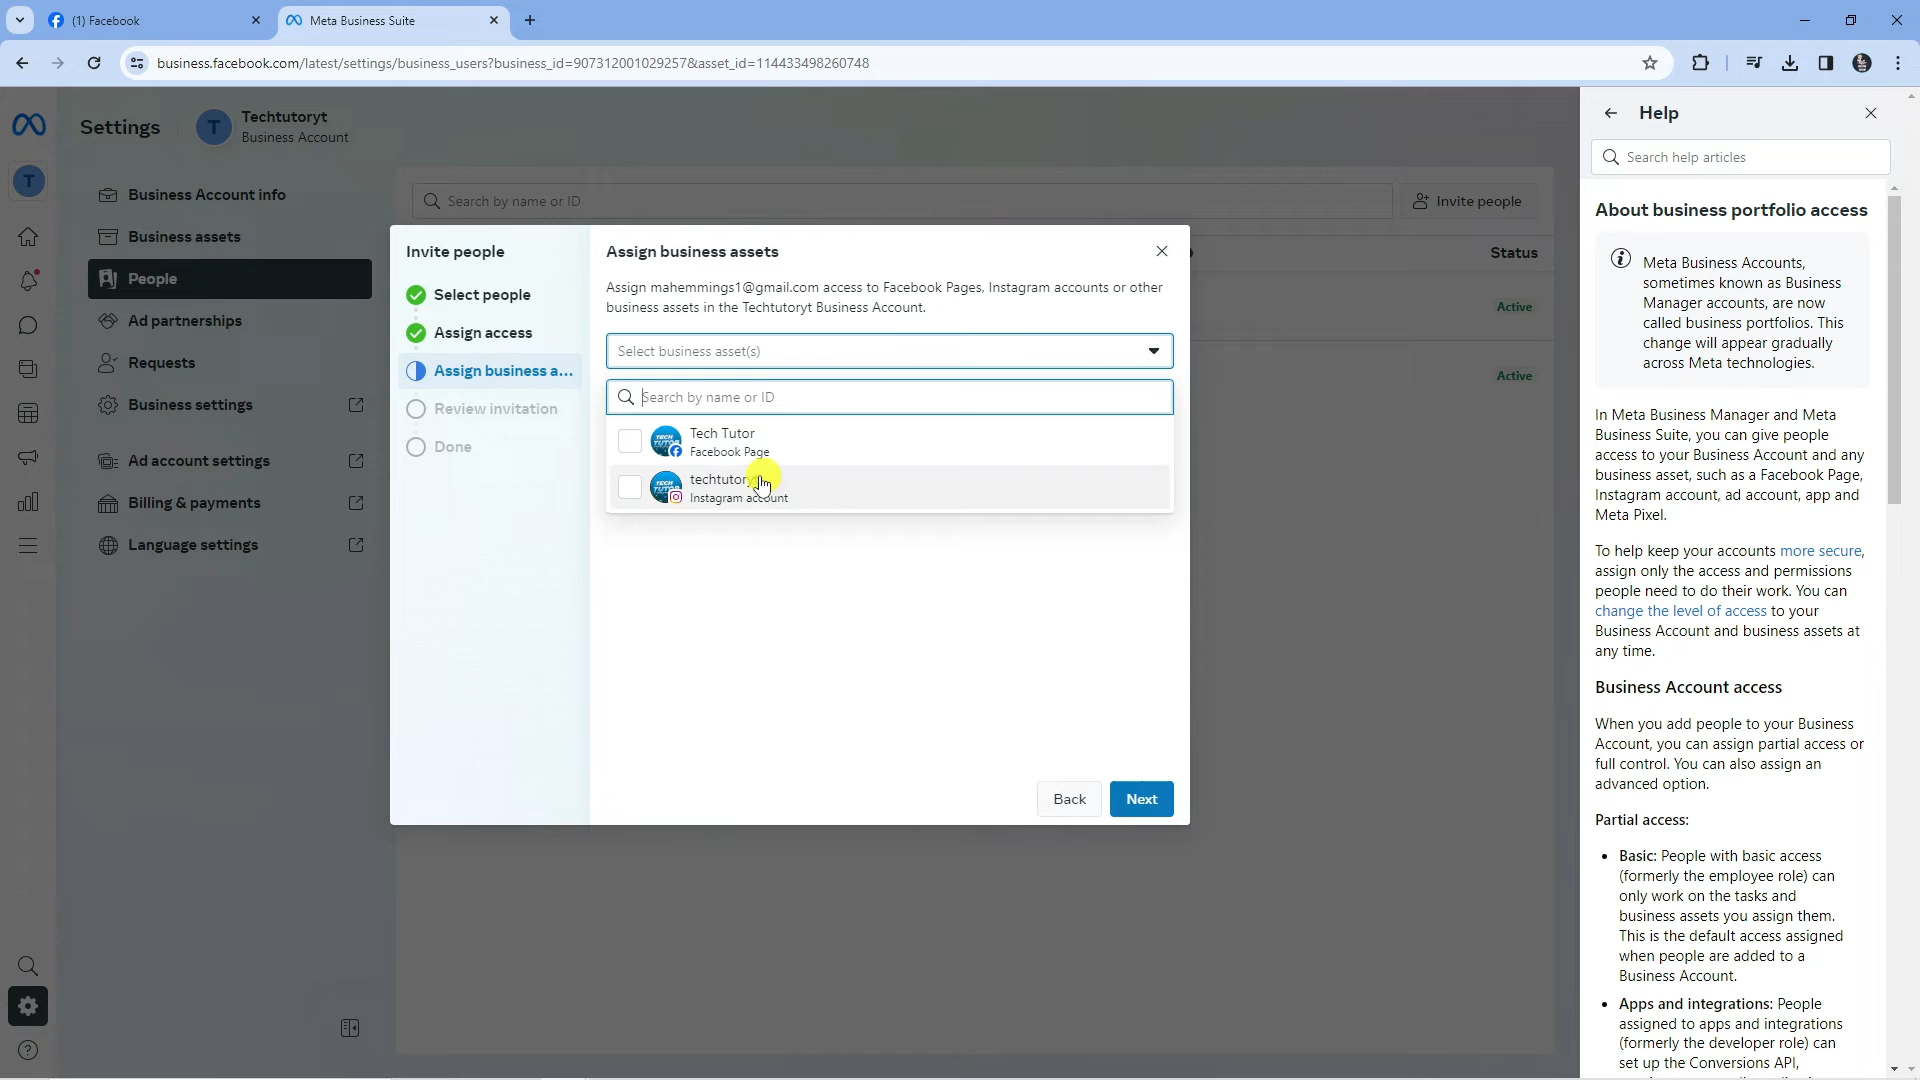 (1) Facebook
Meta Business Suite
business.facebook.com/latest/settings/business_users?business_id=907312001029257&asset_id=114433498260748
Settings
T
Techtutoryt
Business Account
T
Business Account info
Business assets
People
Ad partnerships
Requests
Business settings
Ad account settings
Billing & payments
Language settings
Search by name or ID
Invite people
Status
Active
Active
Invite people
Select people
Assign access
Assign business a...
Review invitation
Done
Assign business assets
Assign mahemmings1@gmail.com access to Facebook Pages, Instagram accounts or other
business assets in the Techtutoryt Business Account.
Select business asset(s)
Search by name or ID
Tech Tutor
Facebook Page
Instagram account
Back
Next
Help
Search help articles
About business portfolio access
Meta Business Accounts,
sometimes known as Business
Manager accounts, are now
called business portfolios. This
change will appear gradually
across Meta technologies.
In Meta Business Manager and Meta
Business Suite, you can give people
access to your Business Account and any
business asset, such as a Facebook Page,
Instagram account, ad account, app and
Meta Pixel.
To help keep your accounts more secure,
assign only the access and permissions
people need to do their work. You can
change the level of access to your
Business Account and business assets at
any time.
Business Account access
When you add people to your Business
Account, you can assign partial access or
full control. You can also assign an
advanced option.
Partial access:
• Basic: People with basic access
(formerly the employee role) can
only work on the tasks and
business assets you assign them.
This is the default access assigned
when people are added to a
Business Account.
• Apps and integrations: People
assigned to apps and integrations
(formerly the developer role) can
set up the Conversions API,